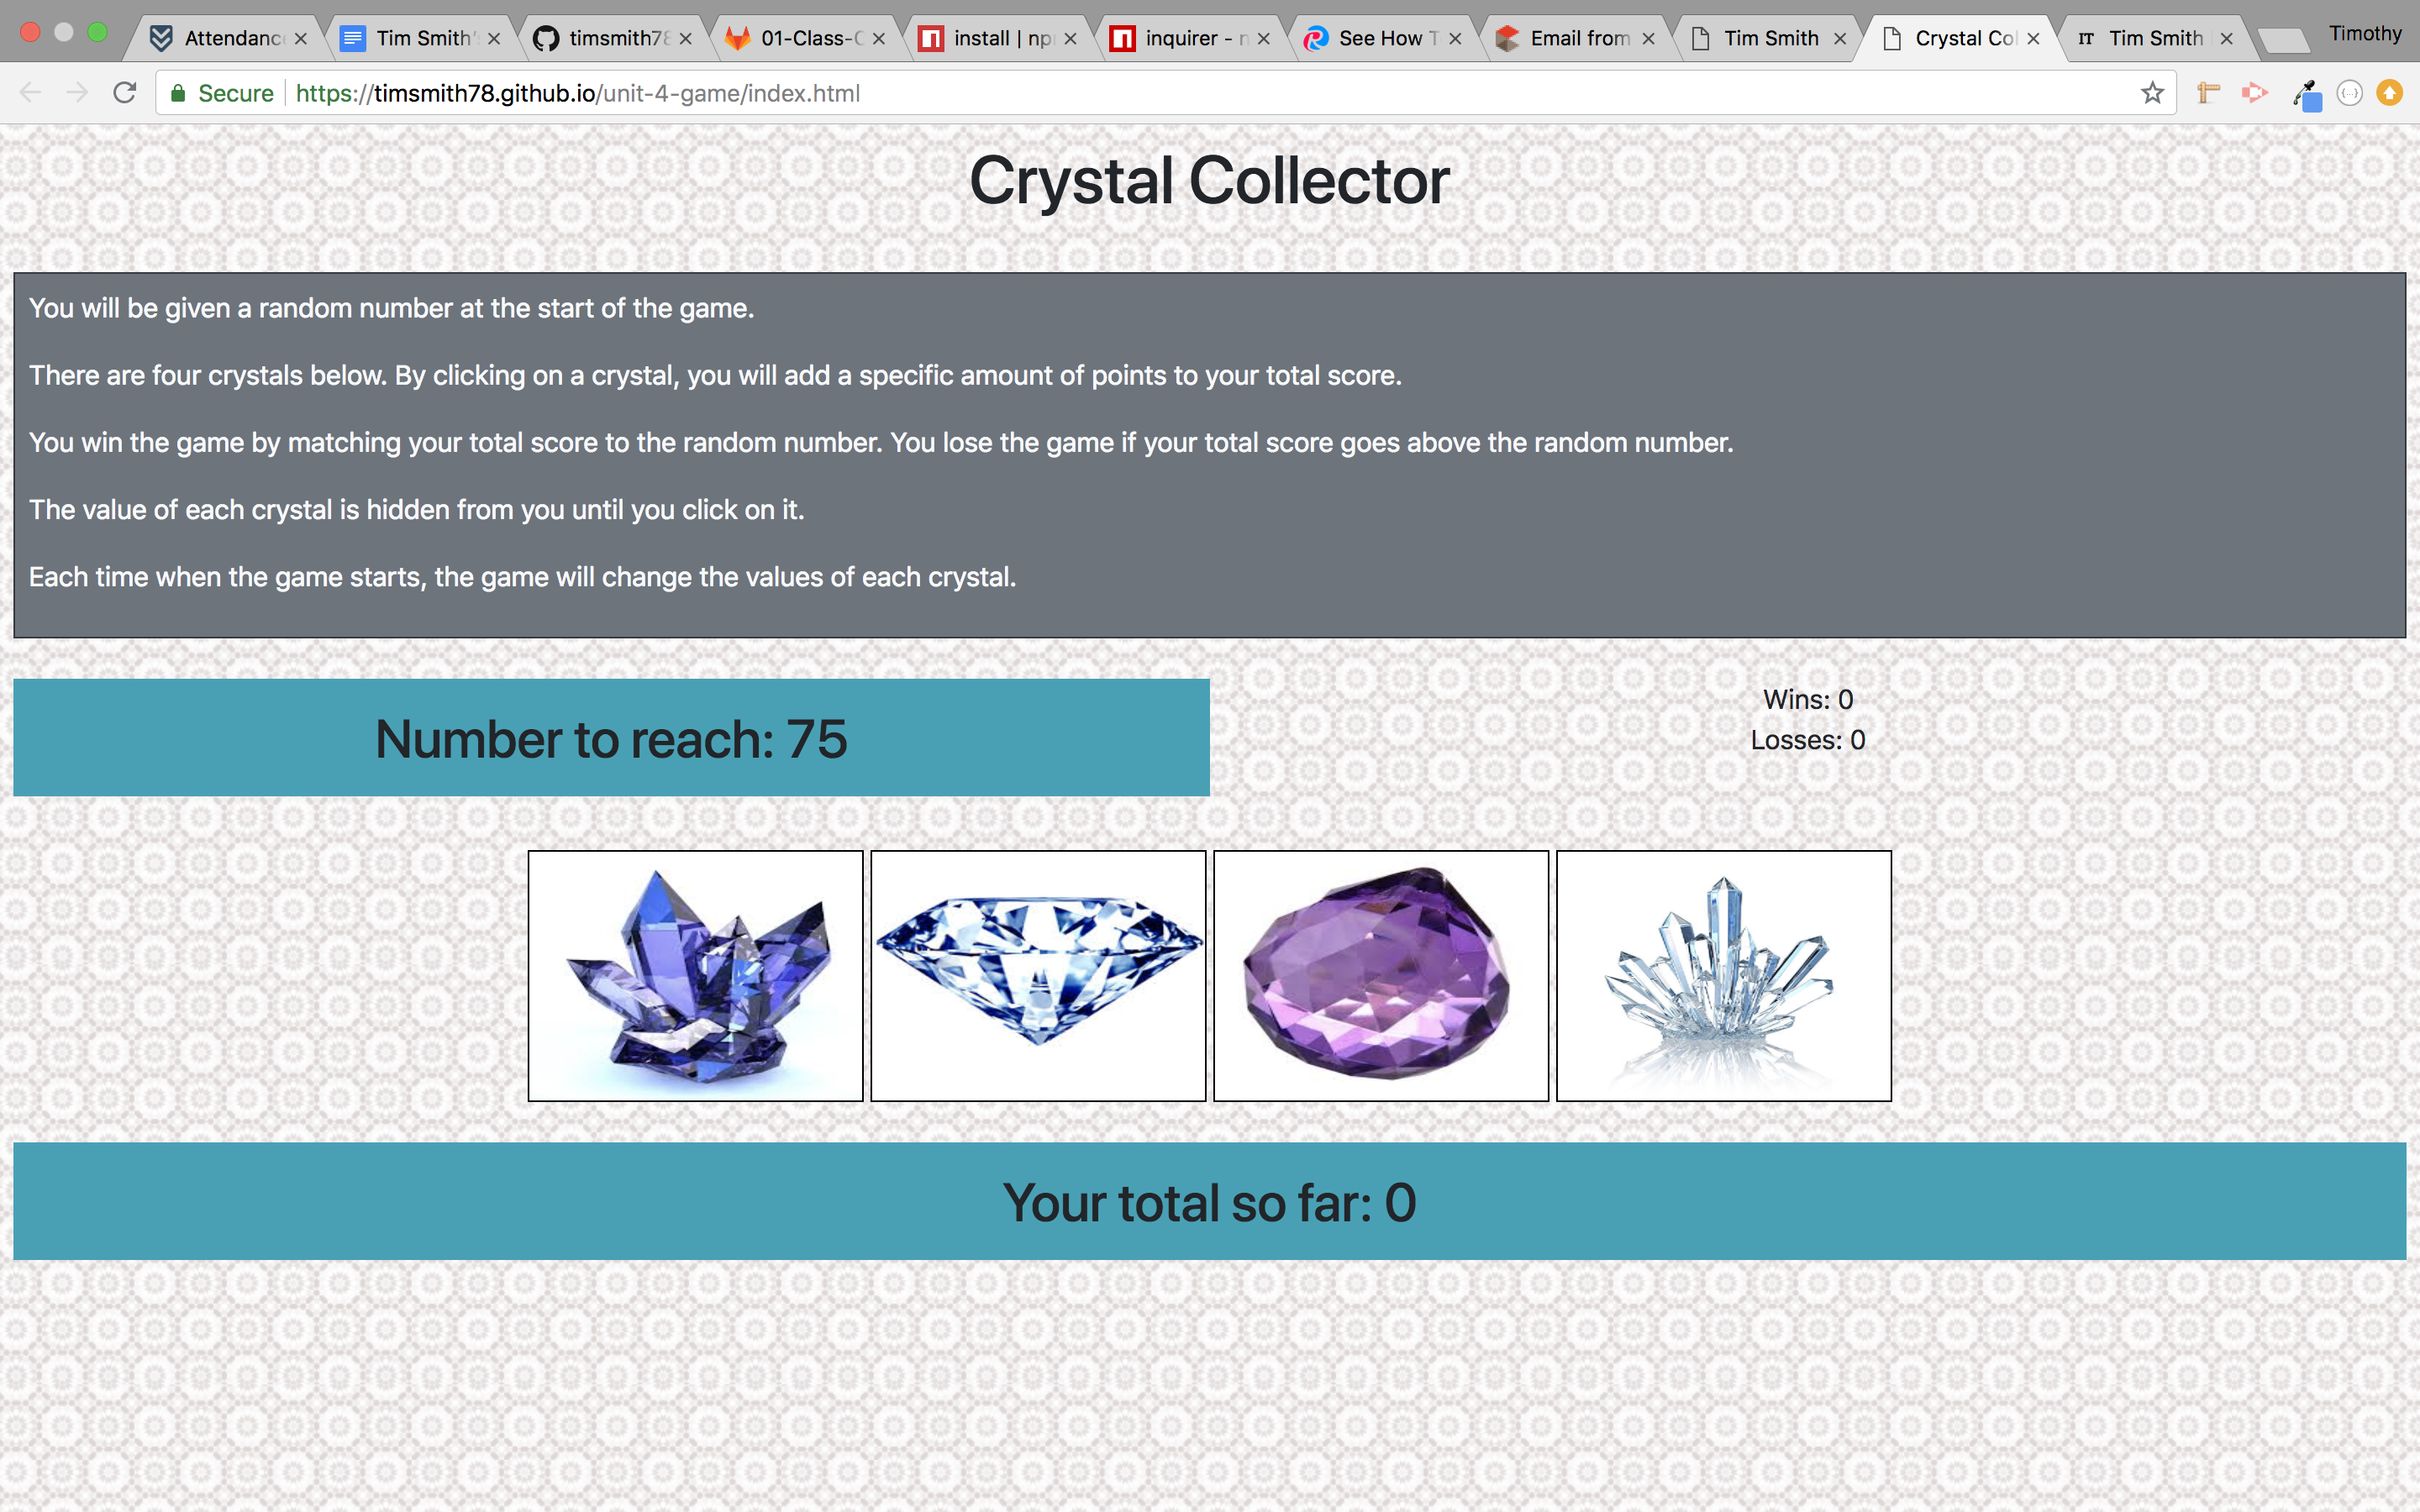 Attendanc
Tim Smith'
timsmith78
01-Class-C
install | np
inquirer - n
See How T
Email from
Tim Smith
Crystal Col
IT
Tim Smith
Timothy
Secure
https://timsmith78.github.io/unit-4-game/index.html
Crystal Collector
You will be given a random number at the start of the game.
There are four crystals below. By clicking on a crystal, you will add a specific amount of points to your total score.
You win the game by matching your total score to the random number. You lose the game if your total score goes above the random number.
The value of each crystal is hidden from you until you click on it.
Each time when the game starts, the game will change the values of each crystal.
Number to reach: 75
Wins: 0
Losses: 0
Your total so far: 0